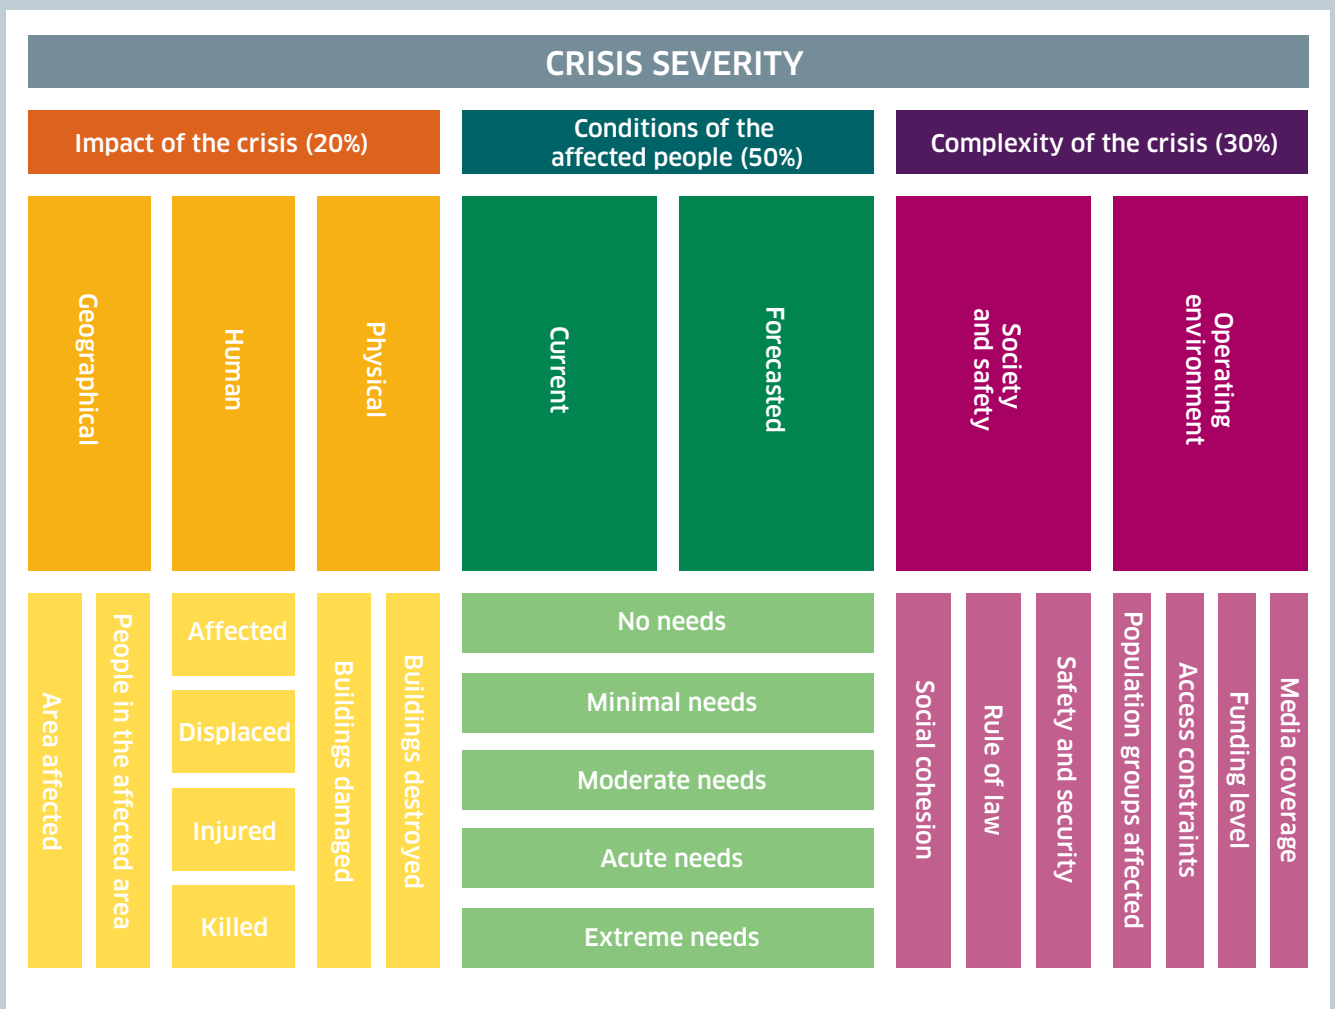 CRISIS SEVERITY
Impact of the crisis (20%)
Conditions of the
affected people (50%)
Complexity of the crisis (30%)
Geographical
Human
Physical
Current
Forecasted
Society
and safety
Operating
environment
Area affected
People in the affected area
Affected
Displaced
Injured
Killed
Buildings damaged
Buildings destroyed
No needs
Minimal needs
Moderate needs
Acute needs
Extreme needs
Social cohesion
Rule of law
Safety and security
Population groups affected
Access constraints
Funding level
Media coverage